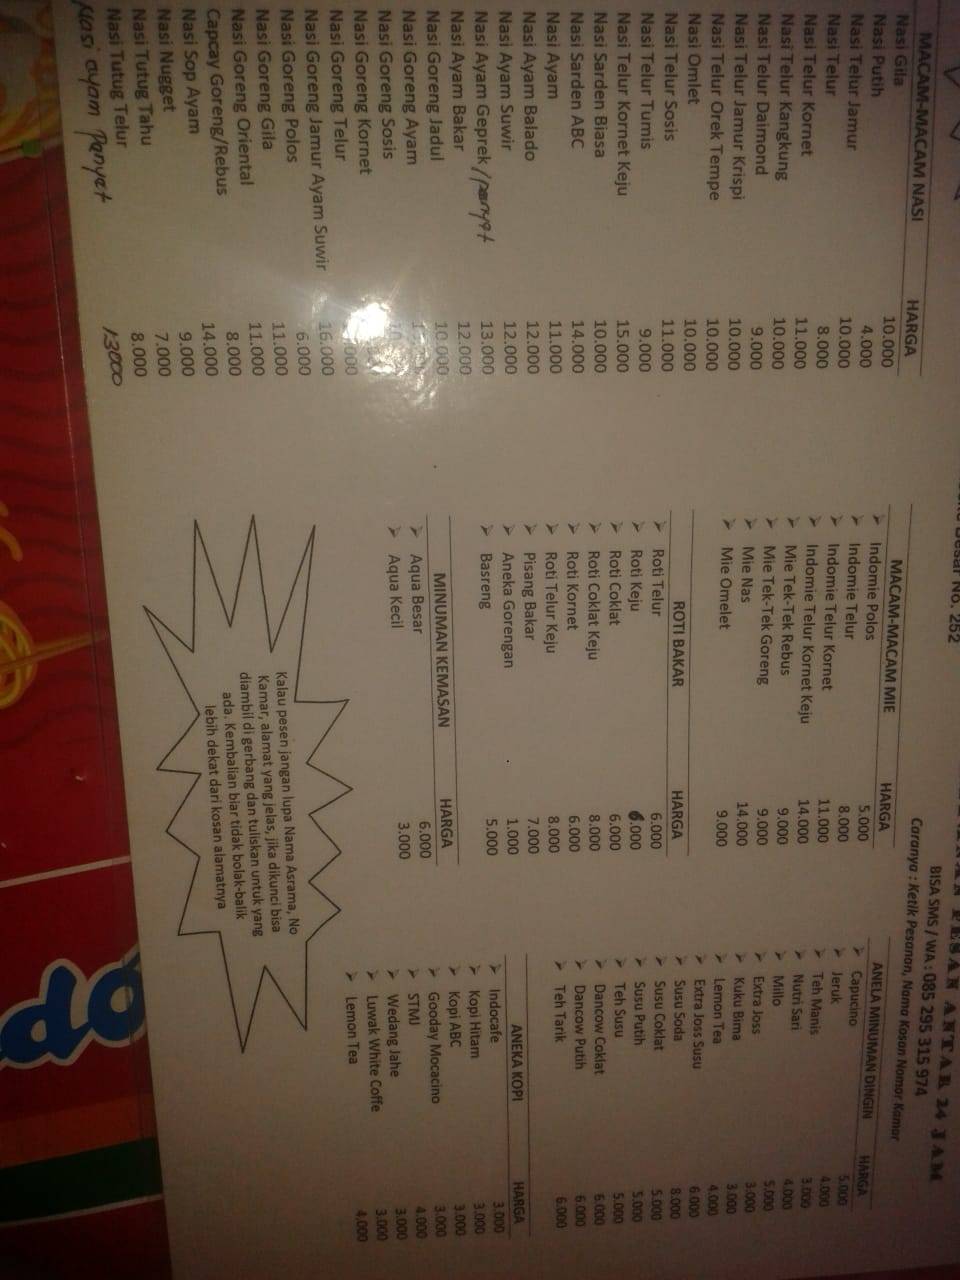 Besar No. 252
PESAN ANTAR 24 JAM
BISA SMS / WA : 085 295 315 974
Caranya : Ketik Pesanan, Nama Kosan Nomor Kamar
MACAM-MACAM NASI HARGA
Nasi Gila 10.000
Nasi Putih 4.000
Nasi Telur Jamur 10.000
Nasi Telur 8.000
Nasi Telur Kornet 11.000
Nasi Telur Kangkung 10.000
Nasi Telur Daimond 9.000
Nasi Telur Jamur Krispi 10.000
Nasi Telur Orek Tempe 10.000
Nasi Omlet 10.000
Nasi Telur Sosis 11.000
Nasi Telur Tumis 9.000
Nasi Telur Kornet Keju 15.000
Nasi Sarden Biasa 10.000
Nasi Sarden ABC 14.000
Nasi Ayam 11.000
Nasi Ayam Balado 12.000
Nasi Ayam Suwir 12.000
Nasi Ayam Geprek /penyet 13.000
Nasi Ayam Bakar 12.000
Nasi Goreng Jadul 10.000
Nasi Goreng Ayam
Nasi Goreng Sosis
Nasi Goreng Kornet
Nasi Goreng Telur
Nasi Goreng Jamur Ayam Suwir 16.000
Nasi Goreng Polos 6.000
Nasi Goreng Gila 11.000
Nasi Goreng Oriental 11.000
Capcay Goreng/Rebus 8.000
Nasi Sop Ayam 14.000
Nasi Nugget 9.000
Nasi Tutug Tahu 7.000
Nasi Tutug Telur 8.000
Nasi ayam Penyet 13000
MACAM-MACAM MIE HARGA
Indomie Polos 5.000
Indomie Telur 8.000
Indomie Telur Kornet 11.000
Indomie Telur Kornet Keju 14.000
Mie Tek-Tek Rebus 9.000
Mie Tek-Tek Goreng 9.000
Mie Nas 14.000
Mie Omelet 9.000
ROTI BAKAR HARGA
Roti Telur 6.000
Roti Keju 6.000
Roti Coklat 6.000
Roti Coklat Keju 8.000
Roti Kornet 6.000
Roti Telur Keju 8.000
Pisang Bakar 7.000
Aneka Gorengan 1.000
Basreng 5.000
MINUMAN KEMASAN HARGA
Aqua Besar 6.000
Aqua Kecil 3.000
ANELA MINUMAN DINGIN HARGA
Capucino 5.000
Jeruk 4.000
Teh Manis 3.000
Nutri Sari 4.000
Millo 5.000
Extra Joss 3.000
Kuku Bima 3.000
Lemon Tea 4.000
Extra Joss Susu 6.000
Susu Soda 8.000
Susu Coklat 5.000
Susu Putih 5.000
Teh Susu 5.000
Dancow Coklat 6.000
Dancow Putih 6.000
Teh Tarik 6.000
ANEKA KOPI HARGA
Indocafe 3.000
Kopi Hitam 3.000
Kopi ABC 3.000
Gooday Mocacino 3.000
STMJ 4.000
Wedang Jahe 3.000
Luwak White Coffe 3.000
Lemon Tea 4.000
Kalau pesen jangan lupa Nama Asrama, No
Kamar, alamat yang jelas, jika dikunci bisa
diambil di gerbang dan tuliskan untuk yang
ada. Kembalian biar tidak bolak-balik
lebih dekat dari kosan alamatnya